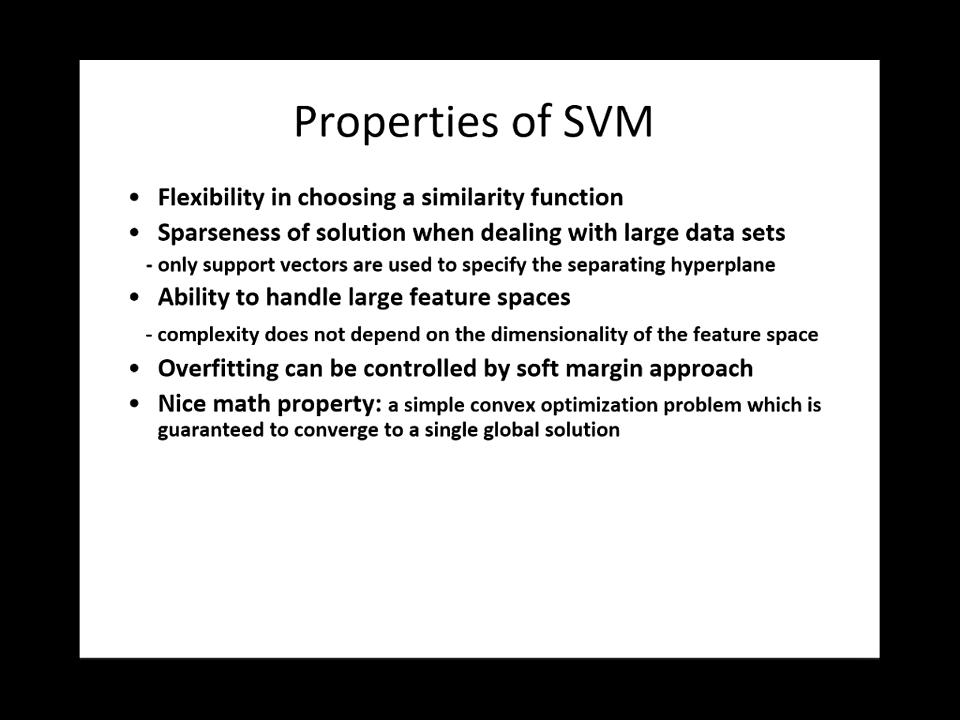 Properties of SVM
• Flexibility in choosing a similarity function
• Sparseness of solution when dealing with large data sets
- only support vectors are used to specify the separating hyperplane
• Ability to handle large feature spaces
- complexity does not depend on the dimensionality of the feature space
• Overfitting can be controlled by soft margin approach
• Nice math property: a simple convex optimization problem which is
guaranteed to converge to a single global solution